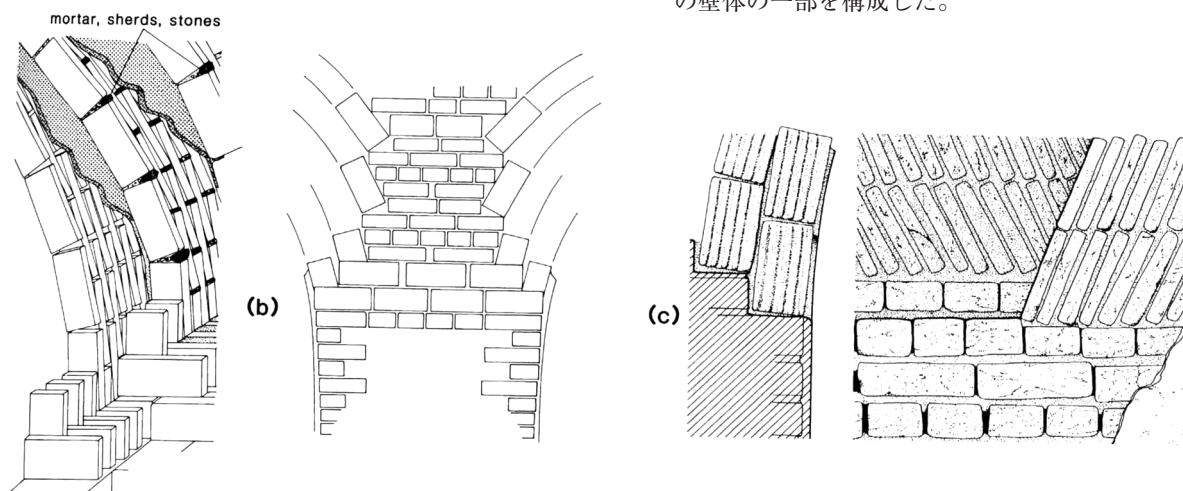 の壁体の一部を構成した。
mortar, sherds, stones
(b)
(c)